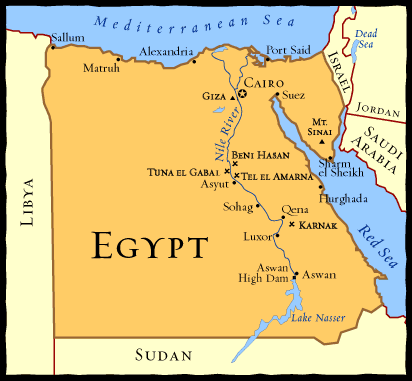 Mediterranean Sea
Dead
Sea
Sallum
Matruh
Alexandria
Port Said
ISRAEL
CAIRO
GIZA
Suez
JORDAN
Nile River
MT.
SINAI
SAUDI
ARABIA
BENI HASAN
TUNA EL GABAL
TEL EL AMARNA
Asyut
Sharm
el Sheikh
Hurghada
LIBYA
Sohag
Qena
KARNAK
Luxor
Red Sea
EGYPT
Aswan
High Dam
Aswan
Lake Nasser
SUDAN